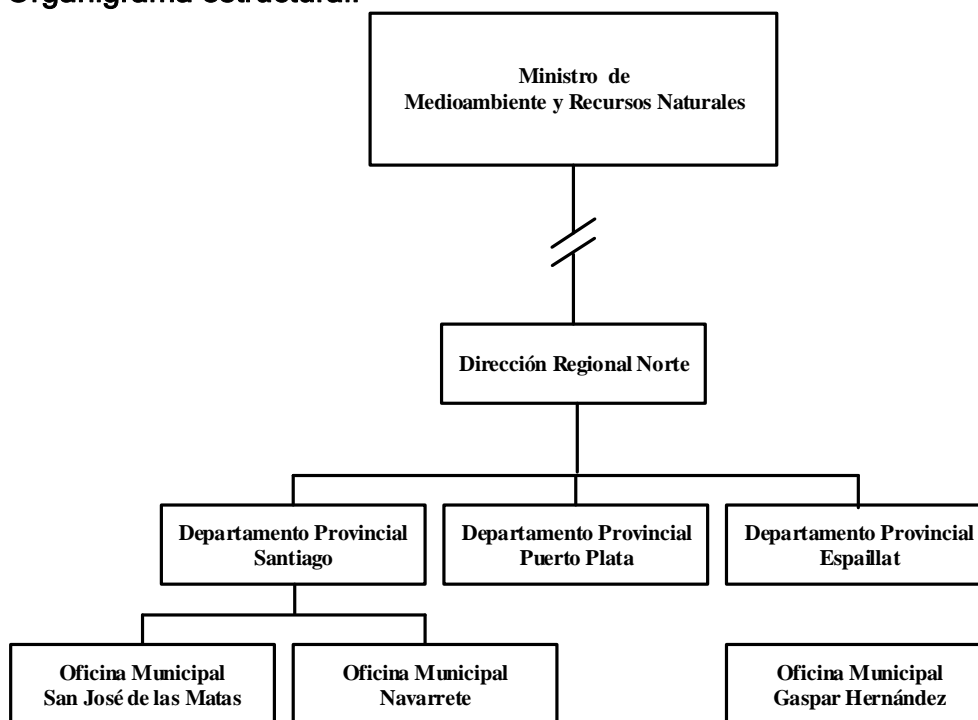 Organigrama estructural.
Ministro de
Medioambiente y Recursos Naturales
Dirección Regional Norte
Departamento Provincial
Santiago
Departamento Provincial
Puerto Plata
Departamento Provincial
Espaillat
Oficina Municipal
San José de las Matas
Oficina Municipal
Navarrete
Oficina Municipal
Gaspar Hernández